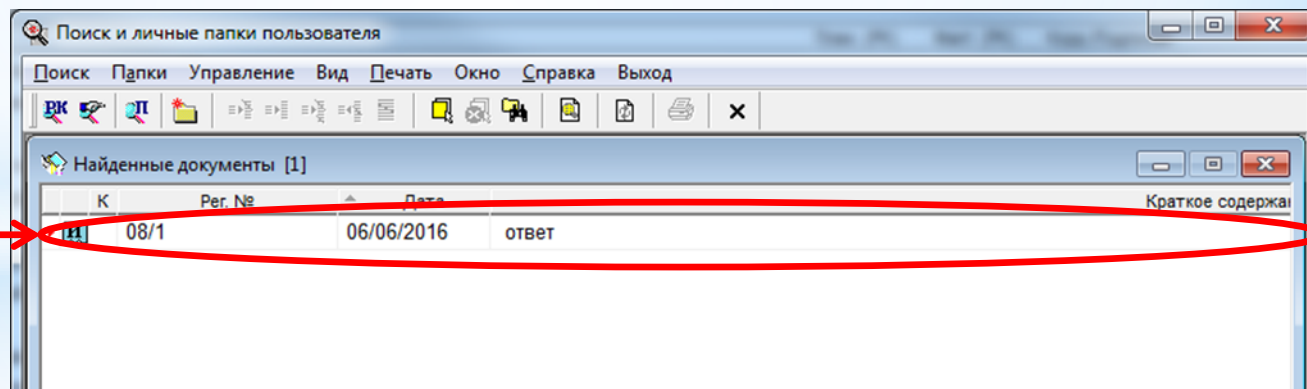 Поиск и личные папки пользователя
Поиск Папки Управление Вид Печать Окно Справка Выход
РК П
Найденные документы [1]
К Рег. № Дата Краткое содержа
И 08/1 06/06/2016 ответ